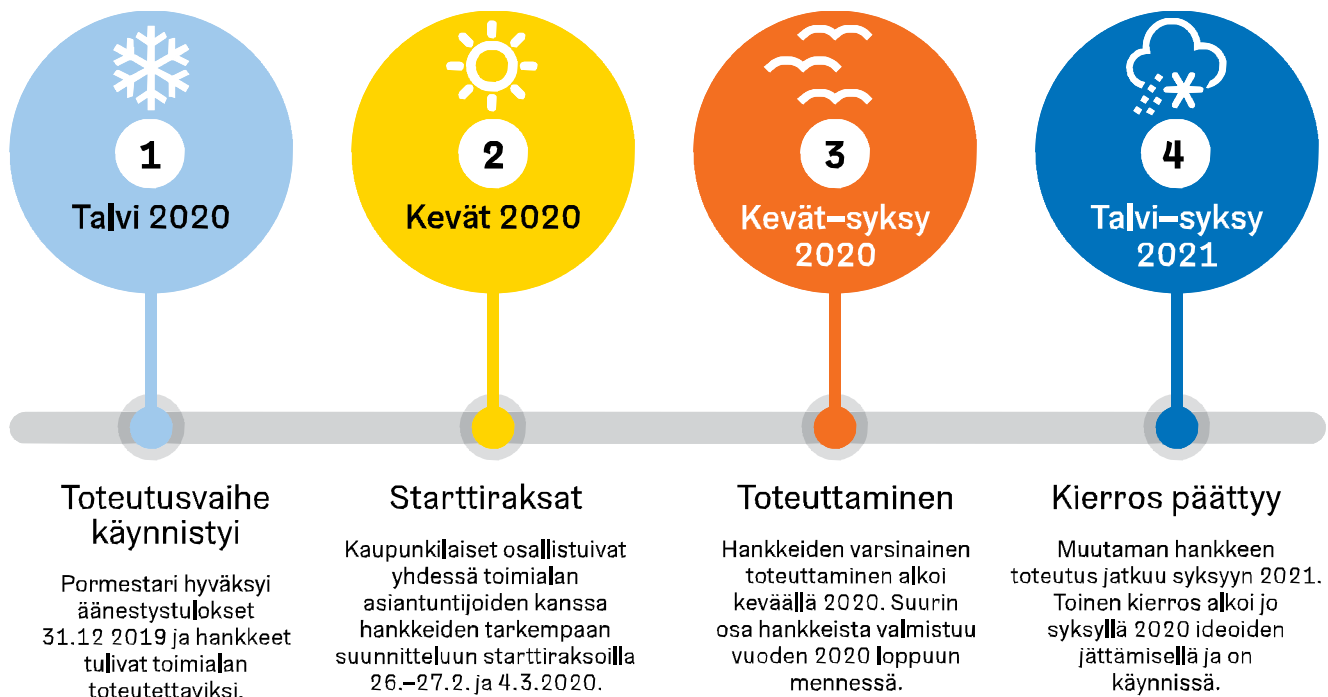 1
Talvi 2020
Toteutusvaihe
käynnistyi
Pormestari hyväksyi
äänestystulokset
31.12 2019 ja hankkeet
tulivat toimialan
toteutettaviksi.
2
Kevät 2020
Starttiraksat
Kaupunkilaiset osallistuivat
yhdessä toimialan
asiantuntijoiden kanssa
hankkeiden tarkempaan
suunnitteluun starttiraksoilla
26.–27.2. ja 4.3.2020.
3
Kevät–syksy
2020
Toteuttaminen
Hankkeiden varsinainen
toteuttaminen alkoi
keväällä 2020. Suurin
osa hankkeista valmistuu
vuoden 2020 loppuun
mennessä.
4
Talvi–syksy
2021
Kierros päättyy
Muutaman hankkeen
toteutus jatkuu syksyyn 2021.
Toinen kierros alkoi jo
syksyllä 2020 ideoiden
jättämisellä ja on
käynnissä.